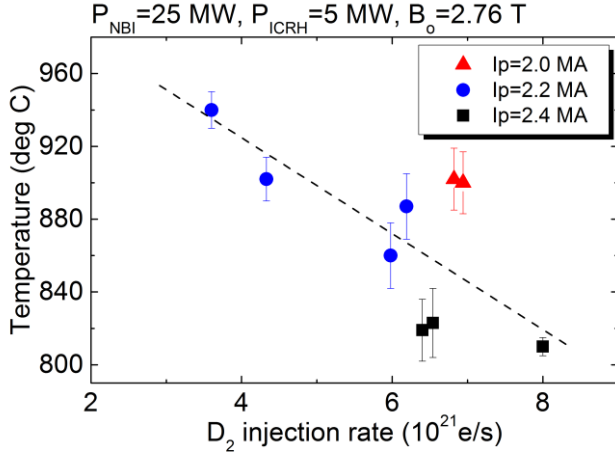 P_NBI=25 MW, P_ICRH=5 MW, B_o=2.76 T
Ip=2.0 MA
Ip=2.2 MA
Ip=2.4 MA
Temperature (deg C)
960
920
880
840
800
2 4 6 8
D_2 injection rate (10^21e/s)